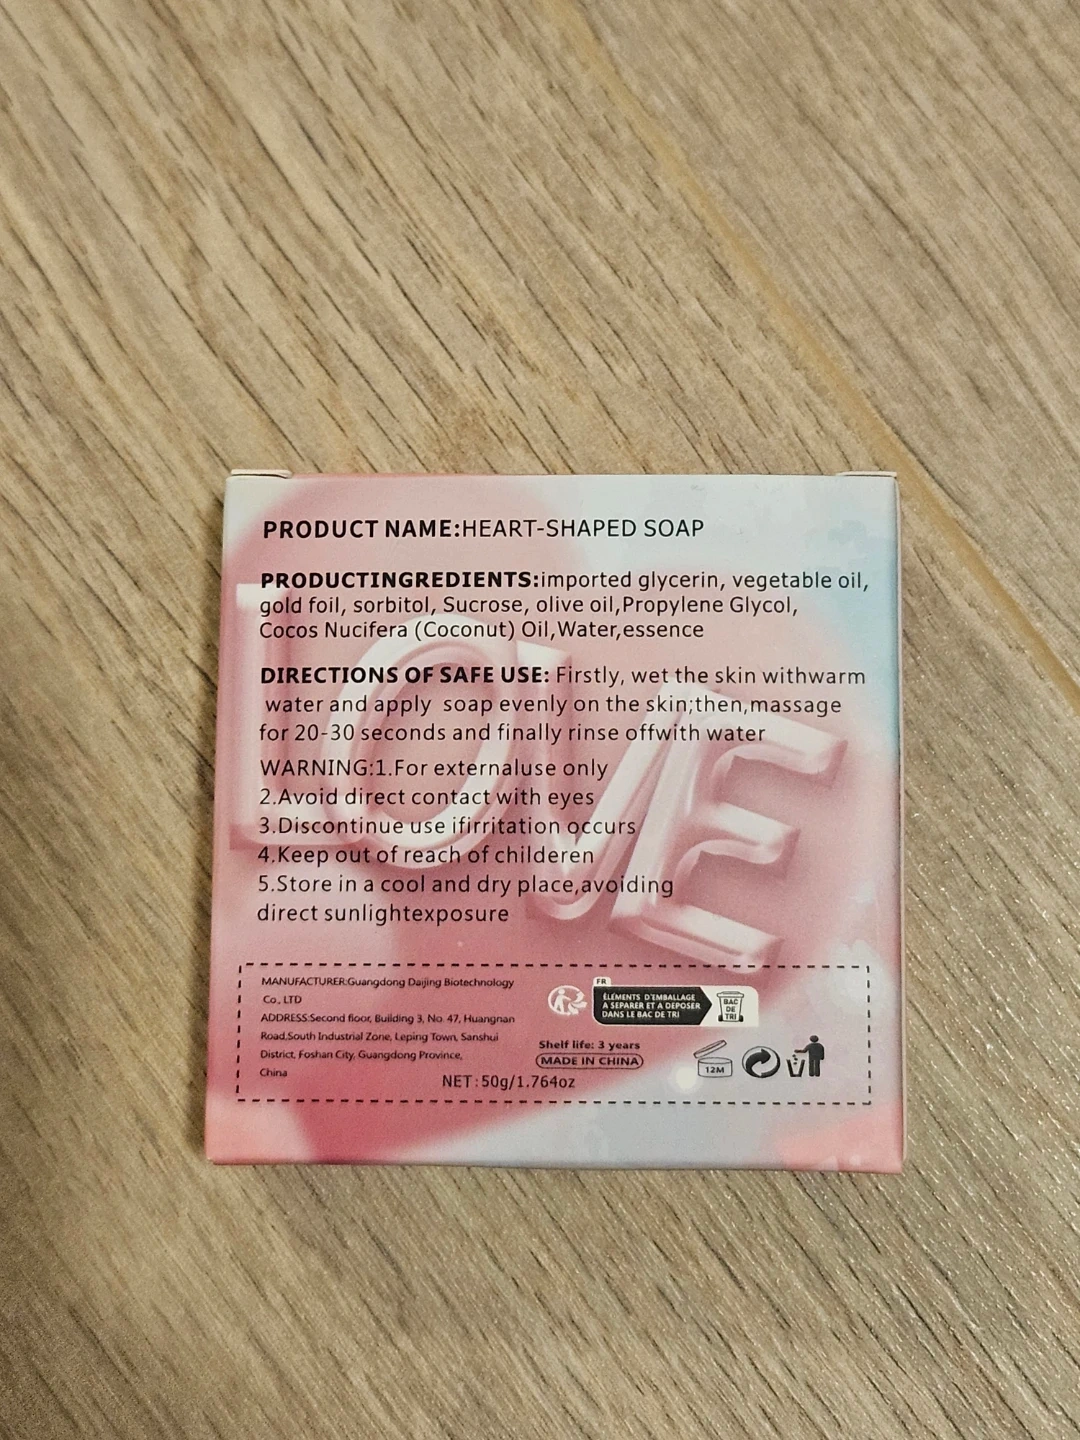 PRODUCT NAME:HEART-SHAPED SOAP
PRODUCTINGREDIENTS:imported glycerin, vegetable oil,
gold foil, sorbitol, Sucrose, olive oil,Propylene Glycol,
Cocos Nucifera (Coconut) Oil,Water,essence
DIRECTIONS OF SAFE USE: Firstly, wet the skin withwarm
water and apply soap evenly on the skin;then,massage
for 20-30 seconds and finally rinse offwith water
WARNING:1.For externaluse only
2.Avoid direct contact with eyes
3.Discontinue use ifirritation occurs
4.Keep out of reach of childeren
5.Store in a cool and dry place,avoiding
direct sunlightexposure
LOVE
MANUFACTURER:Guangdong Daijing Biotechnology
Co., LTD
ADDRESS:Second floor, Building 3, No. 47, Huangnan
Road,South Industrial Zone, Leping Town, Sanshui
District, Foshan City, Guangdong Province,
China
FR
ÉLÉMENTS D'EMBALLAGE
A SÉPARER ET A DÉPOSER
DANS LE BAC DE TRI
BAC
DE
TRI
Shelf life: 3 years
MADE IN CHINA
NET:50g/1.764oz
12M